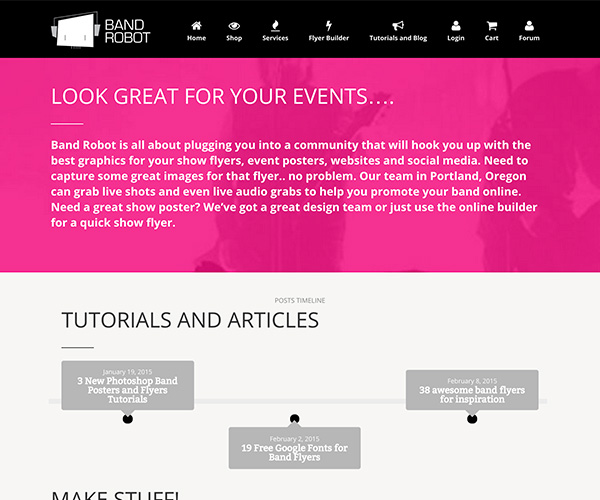 BAND
ROBOT
Home
Shop
Services
Flyer Builder
Tutorials and Blog
Login
Cart
Forum
LOOK GREAT FOR YOUR EVENTS....
Band Robot is all about plugging you into a community that will hook you up with the
best graphics for your show flyers, event posters, websites and social media. Need to
capture some great images for that flyer.. no problem. Our team in Portland, Oregon
can grab live shots and even live audio grabs to help you promote your band online.
Need a great show poster? We've got a great design team or just use the online builder
for a quick show flyer.
POSTS TIMELINE
TUTORIALS AND ARTICLES
January 19, 2015
3 New Photoshop Band
Posters and Flyers
Tutorials
February 2, 2015
19 Free Google Fonts for
Band Flyers
February 8, 2015
38 awesome band flyers
for inspiration
MAKE STUFF!